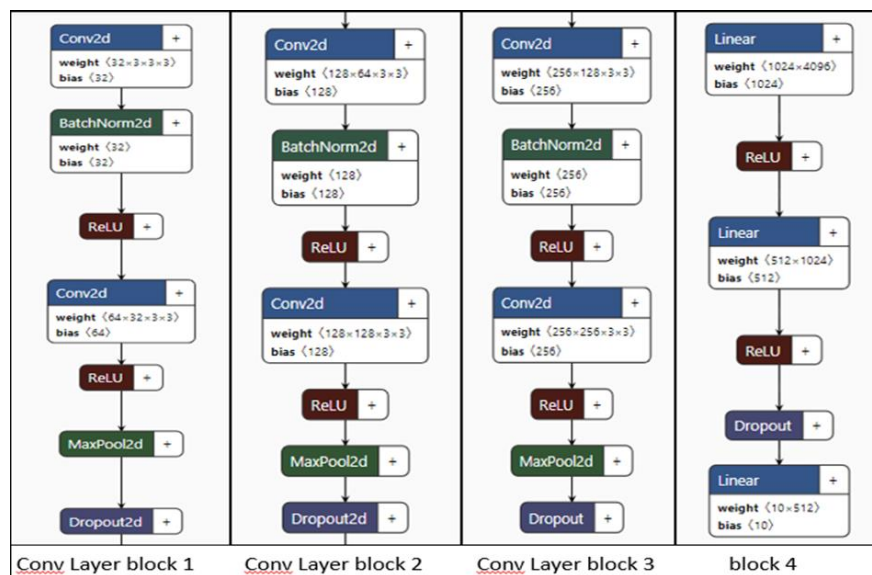 Conv2d +
weight ⟨32×3×3×3⟩
bias ⟨32⟩
BatchNorm2d +
weight ⟨32⟩
bias ⟨32⟩
ReLU +
Conv2d +
weight ⟨64×32×3×3⟩
bias ⟨64⟩
ReLU +
MaxPool2d +
Dropout2d +
Conv Layer block 1
Conv2d +
weight ⟨128×64×3×3⟩
bias ⟨128⟩
BatchNorm2d +
weight ⟨128⟩
bias ⟨128⟩
ReLU +
Conv2d +
weight ⟨128×128×3×3⟩
bias ⟨128⟩
ReLU +
MaxPool2d +
Dropout2d +
Conv Layer block 2
Conv2d +
weight ⟨256×128×3×3⟩
bias ⟨256⟩
BatchNorm2d +
weight ⟨256⟩
bias ⟨256⟩
ReLU +
Conv2d +
weight ⟨256×256×3×3⟩
bias ⟨256⟩
ReLU +
MaxPool2d +
Dropout +
Conv Layer block 3
Linear +
weight ⟨1024×4096⟩
bias ⟨1024⟩
ReLU +
Linear +
weight ⟨512×1024⟩
bias ⟨512⟩
ReLU +
Dropout +
Linear +
weight ⟨10×512⟩
bias ⟨10⟩
block 4